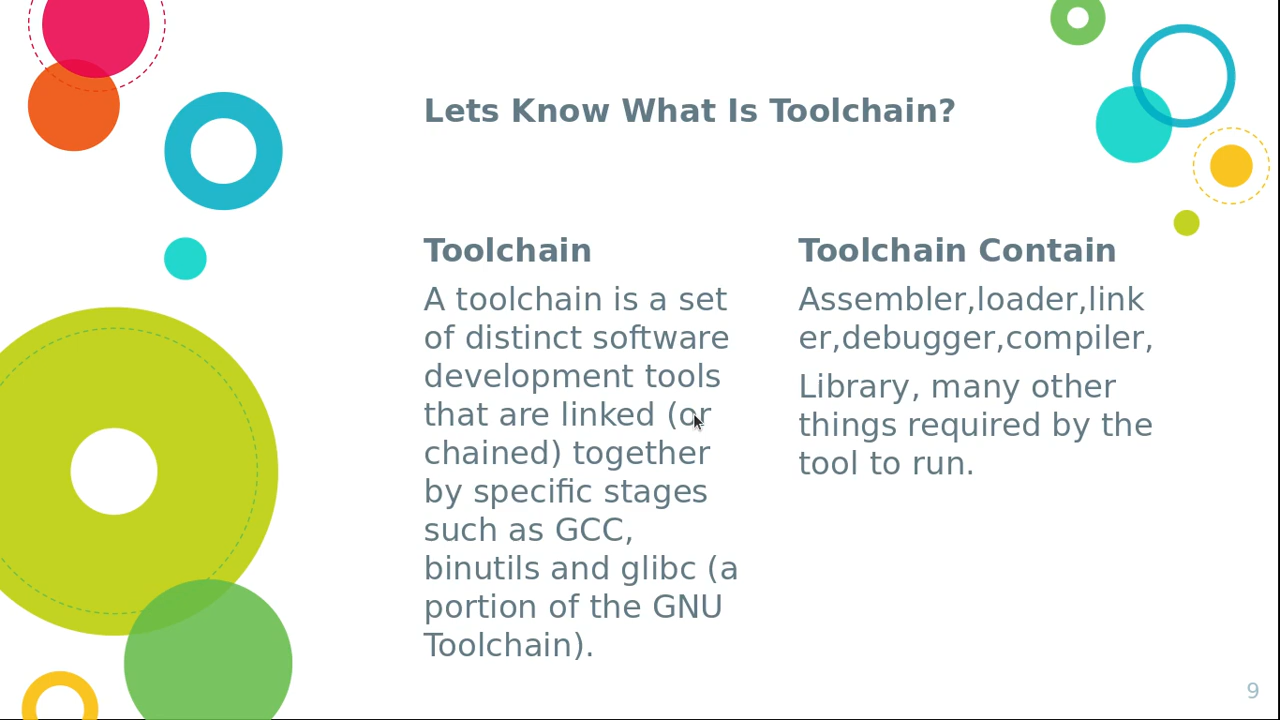 Lets Know What Is Toolchain?
Toolchain
A toolchain is a set
of distinct software
development tools
that are linked (or
chained) together
by specific stages
such as GCC,
binutils and glibc (a
portion of the GNU
Toolchain).
Toolchain Contain
Assembler,loader,link
er,debugger,compiler,
Library, many other
things required by the
tool to run.
9